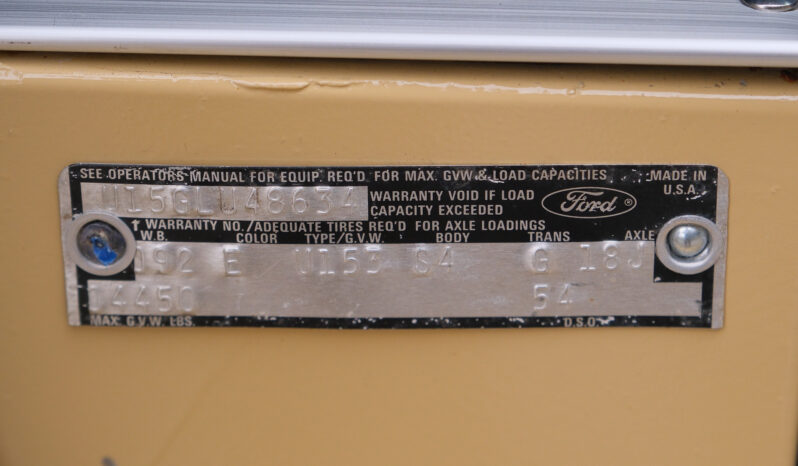 SEE OPERATORS MANUAL FOR EQUIP. REQ'D. FOR MAX. GVW & LOAD CAPACITIES MADE IN U.S.A.
U15GLU48634
WARRANTY VOID IF LOAD CAPACITY EXCEEDED
Ford ®
† WARRANTY NO./ADEQUATE TIRES REQ'D FOR AXLE LOADINGS
W.B. COLOR TYPE/G.V.W. BODY TRANS AXLE
092 E U153 84 G 18J
4450 54
MAX. G.V.W. LBS. D.S.O.